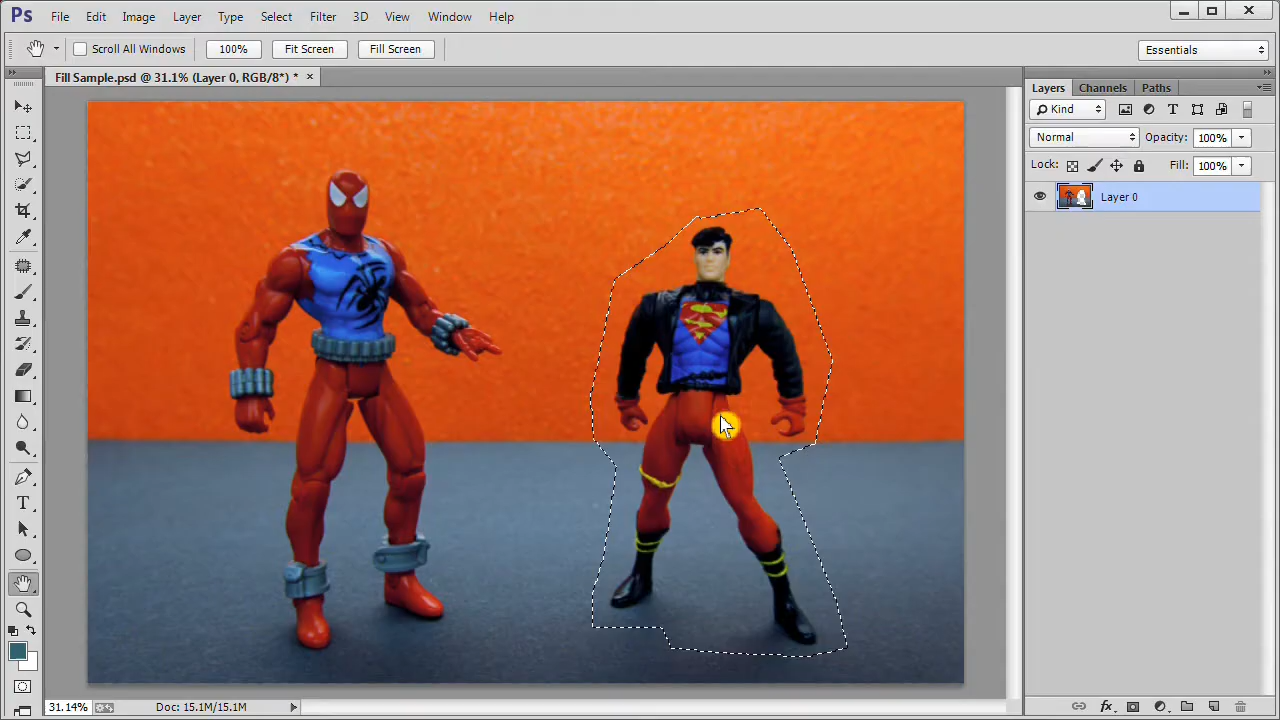 Ps File Edit Image Layer Type Select Filter 3D View Window Help
Scroll All Windows 100% Fit Screen Fill Screen Essentials
Fill Sample.psd @ 31.1% (Layer 0, RGB/8*) * ×
Layers Channels Paths
Kind T
Normal Opacity: 100%
Lock: Fill: 100%
Layer 0
T
31.14% Doc: 15.1M/15.1M fx